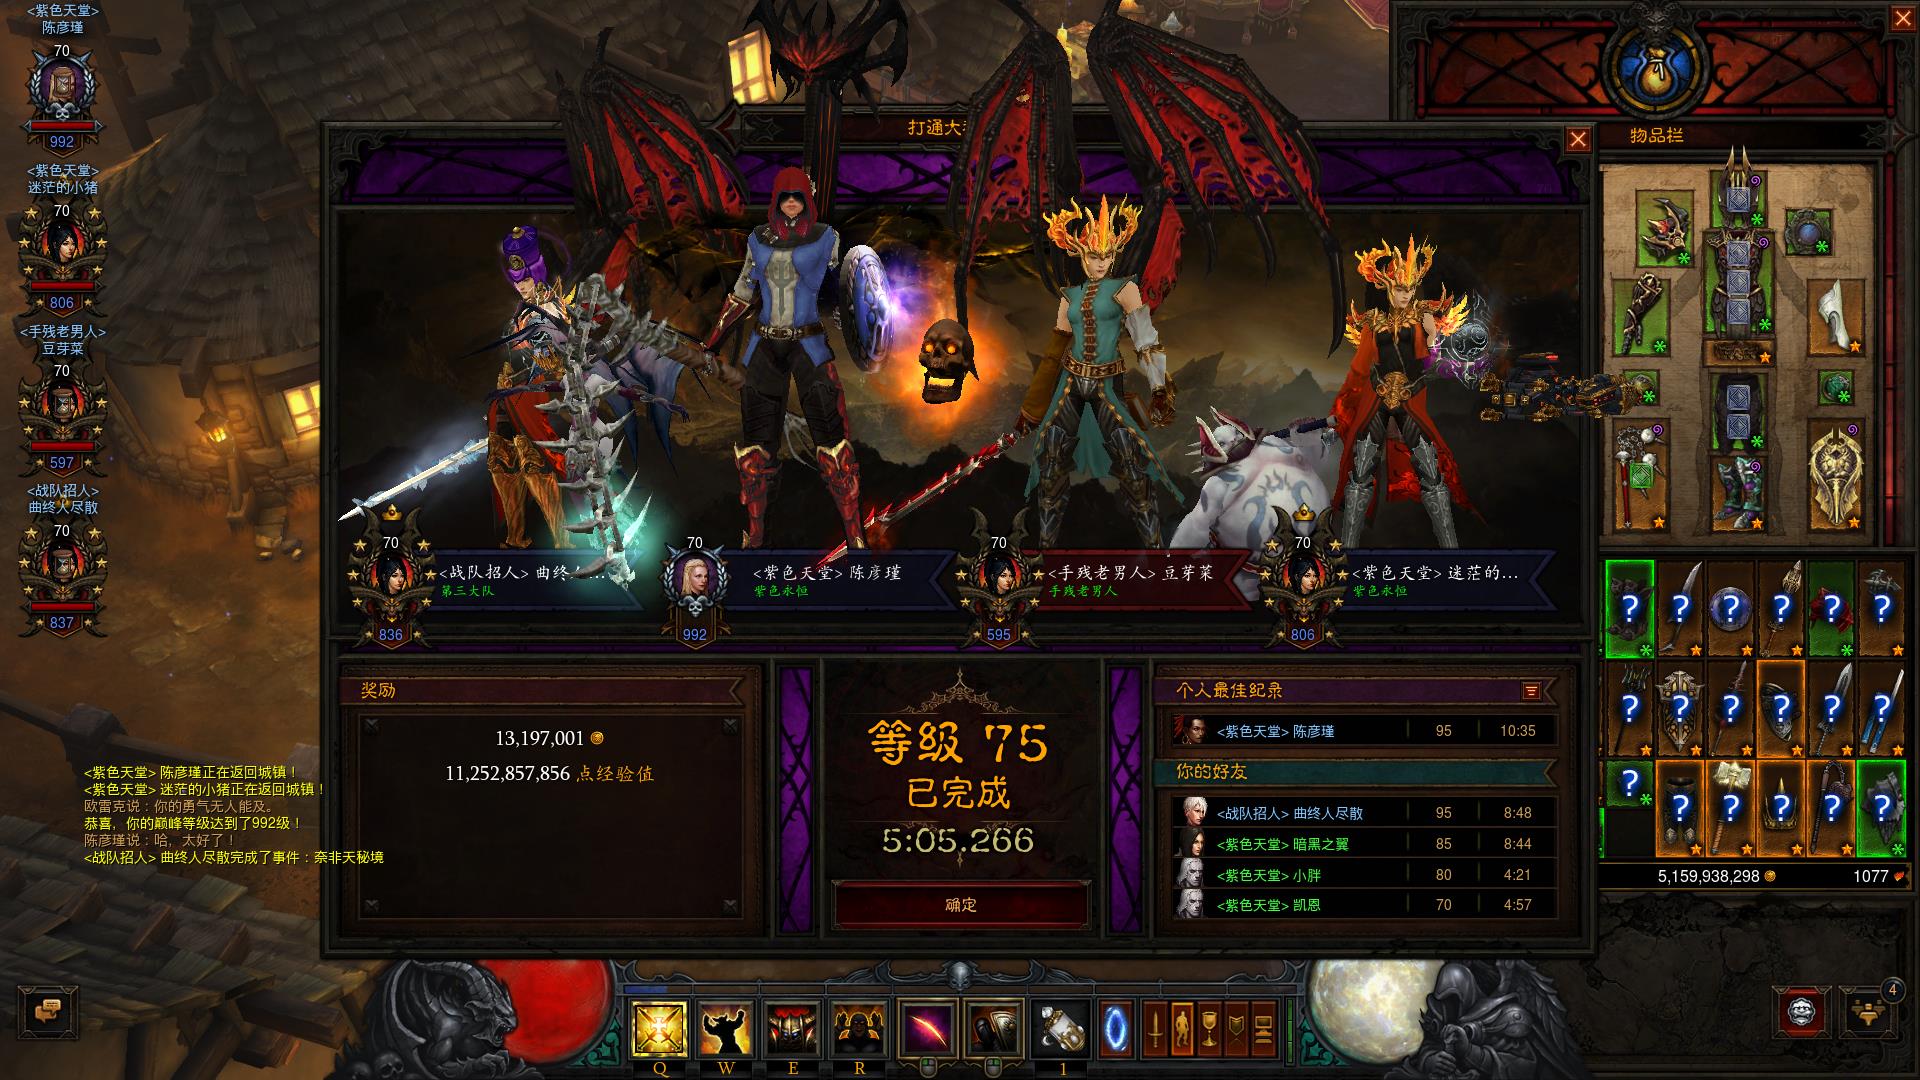 <紫色天堂>
陈彦瑾
70
992
<紫色天堂>
迷茫的小猪
70
806
<手残老男人>
豆芽菜
70
597
<战队招人>
曲终人尽散
70
837
打通大
物品栏
70
<战队招人> 曲终人...
第三大队
836
70
<紫色天堂> 陈彦瑾
紫色永恒
992
70
<手残老男人> 豆芽菜
手残老男人
595
70
<紫色天堂> 迷茫的...
紫色永恒
806
奖励
13,197,001
11,252,857,856 点经验值
等级 75
已完成
5:05.266
确定
个人最佳纪录
<紫色天堂> 陈彦瑾 95 10:35
你的好友
<战队招人> 曲终人尽散 95 8:48
<紫色天堂> 暗黑之翼 85 8:44
<紫色天堂> 小胖 80 4:21
<紫色天堂> 凯恩 70 4:57
<紫色天堂> 陈彦瑾正在返回城镇！
<紫色天堂> 迷茫的小猪正在返回城镇！
欧雷克说：你的勇气无人能及。
恭喜，你的巅峰等级达到了992级！
陈彦瑾说：哈，太好了！
<战队招人> 曲终人尽散完成了事件：奈非天秘境
? ? ? ? ? ?
? ? ? ? ? ?
? ? ? ? ? ?
5,159,938,298 1077
Q W E R 1
4